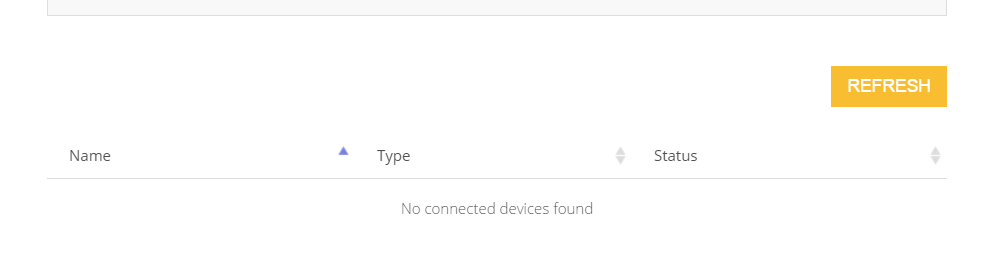 REFRESH
Name Type Status
No connected devices found